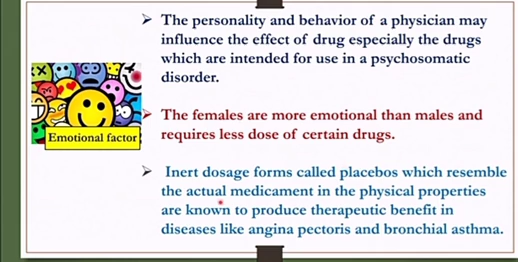 ➢ The personality and behavior of a physician may
influence the effect of drug especially the drugs
which are intended for use in a psychosomatic
disorder.
Emotional factor
➢ The females are more emotional than males and
requires less dose of certain drugs.
➢ Inert dosage forms called placebos which resemble
the actual medicament in the physical properties
are known to produce therapeutic benefit in
diseases like angina pectoris and bronchial asthma.